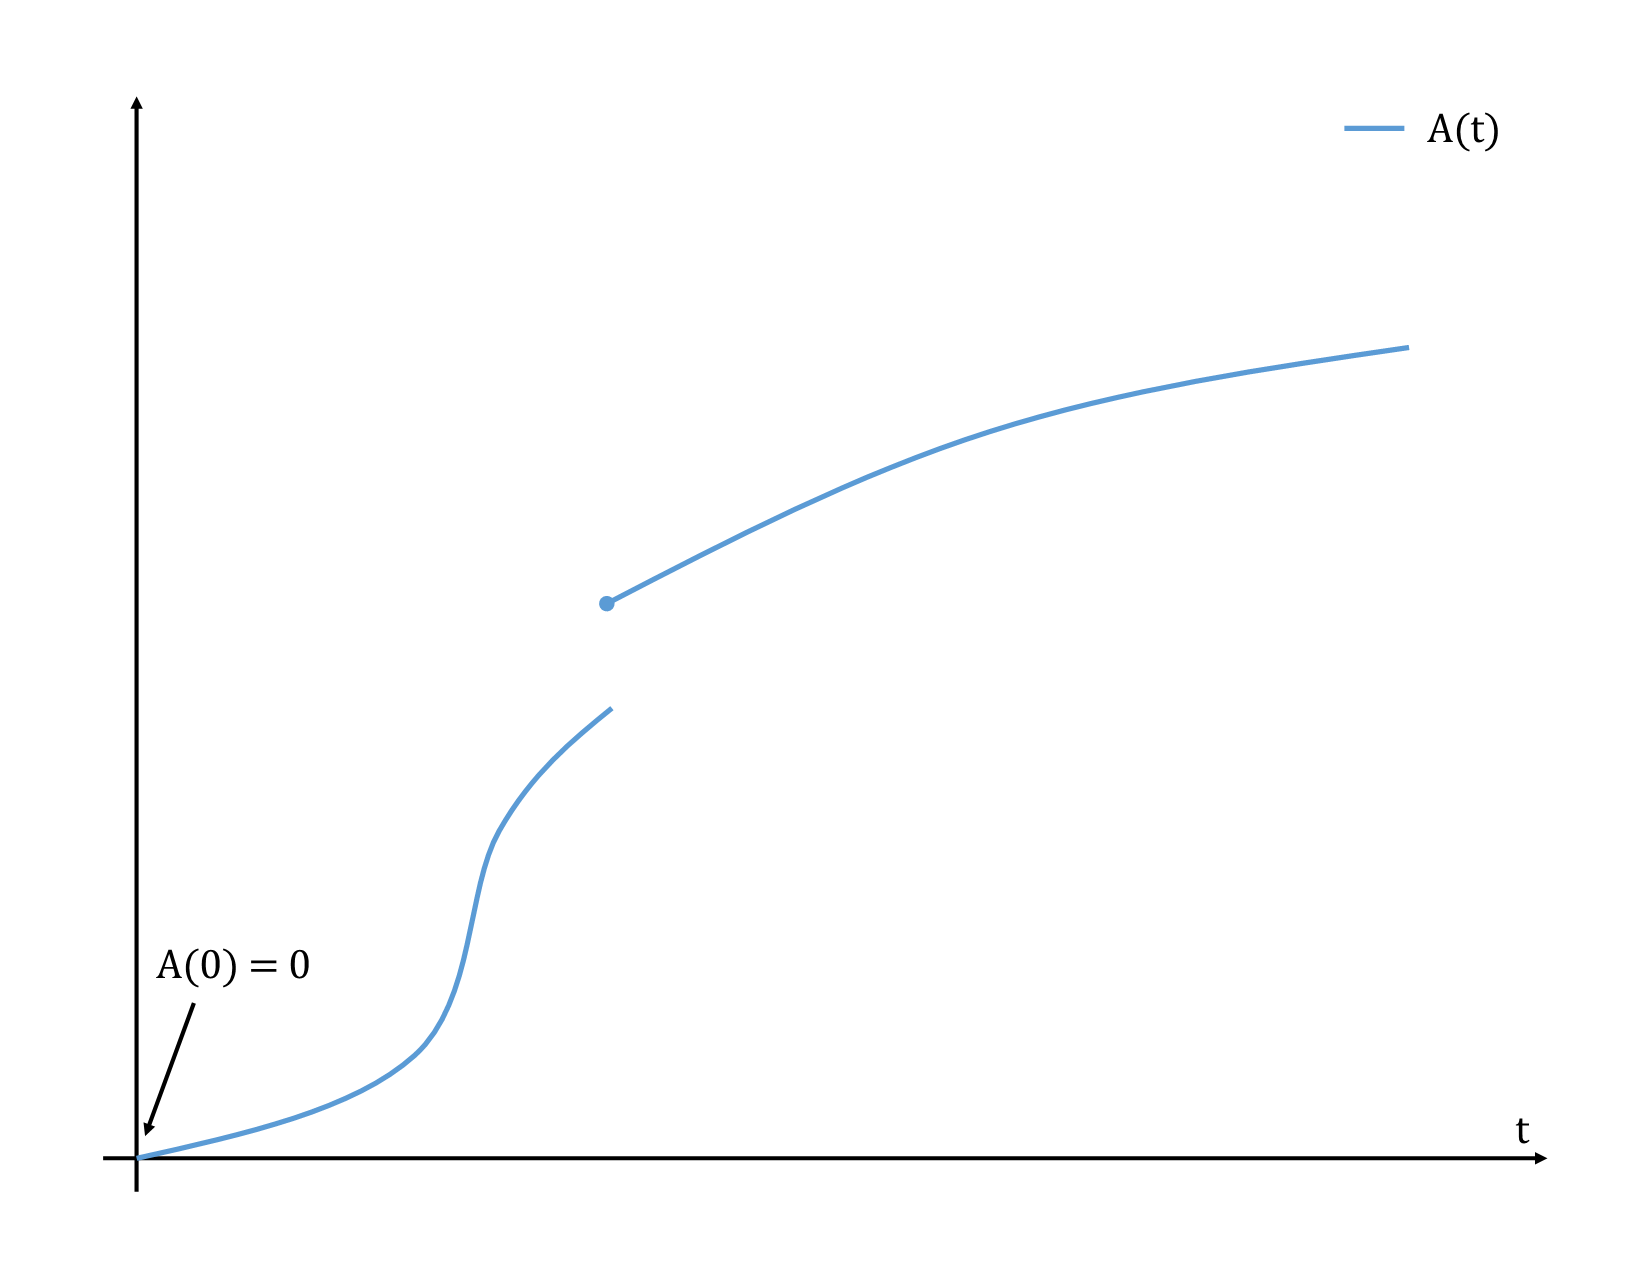 A(t)
A(0) = 0
t